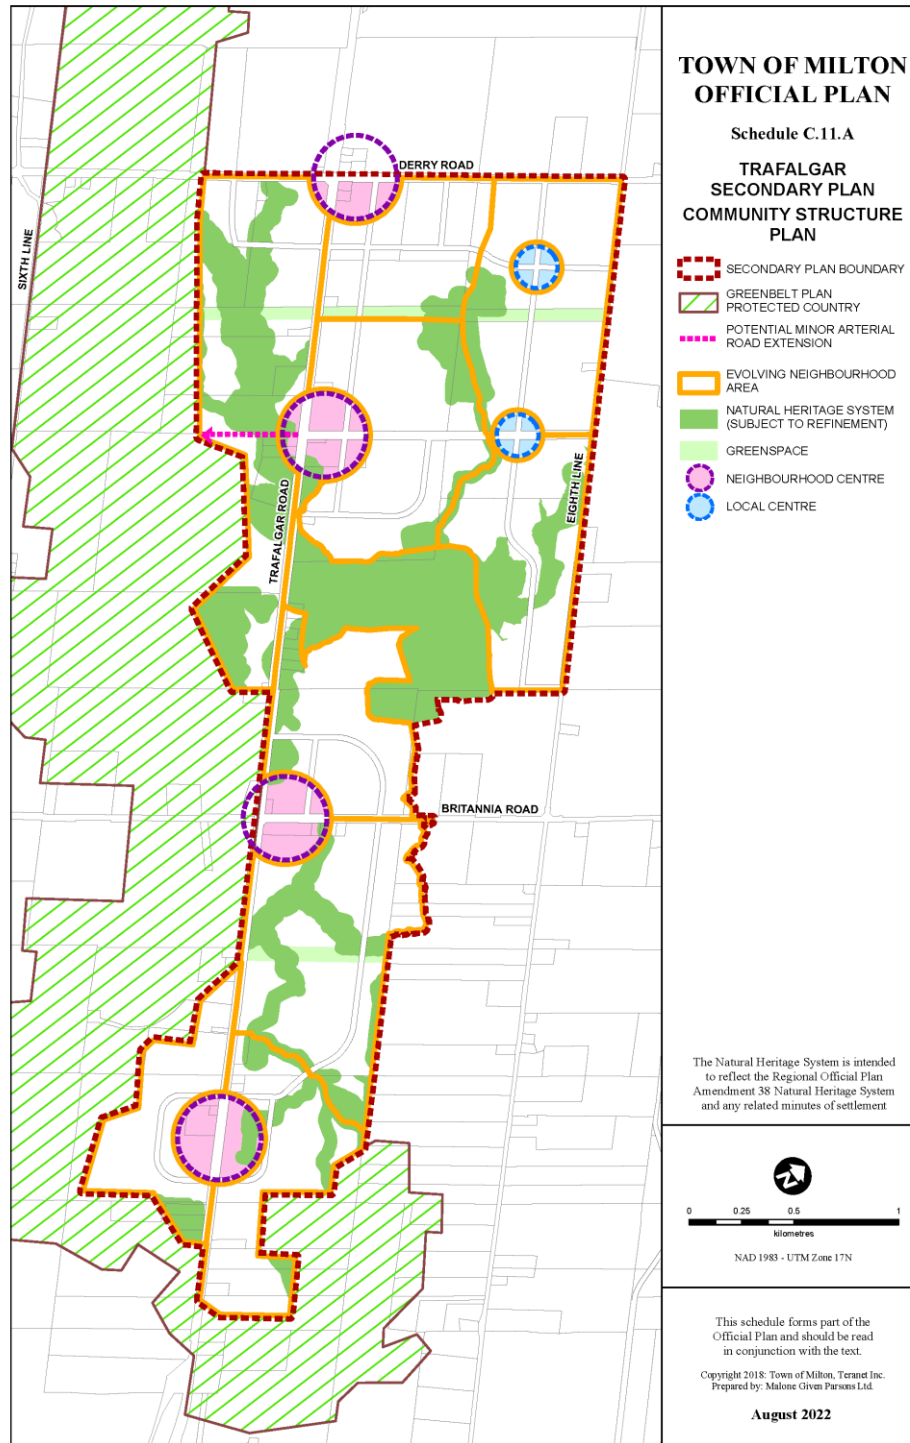 TOWN OF MILTON
OFFICIAL PLAN
Schedule C.11.A
TRAFALGAR
SECONDARY PLAN
COMMUNITY STRUCTURE
PLAN
SECONDARY PLAN BOUNDARY
GREENBELT PLAN
PROTECTED COUNTRY
POTENTIAL MINOR ARTERIAL
ROAD EXTENSION
EVOLVING NEIGHBOURHOOD
AREA
NATURAL HERITAGE SYSTEM
(SUBJECT TO REFINEMENT)
GREENSPACE
NEIGHBOURHOOD CENTRE
LOCAL CENTRE
DERRY ROAD
SIXTH LINE
TRAFALGAR ROAD
EIGHTH LINE
BRITANNIA ROAD
The Natural Heritage System is intended
to reflect the Regional Official Plan
Amendment 38 Natural Heritage System
and any related minutes of settlement
N
0 0.25 0.5 1
kilometres
NAD 1983 - UTM Zone 17N
This schedule forms part of the
Official Plan and should be read
in conjunction with the text.
Copyright 2018: Town of Milton, Teranet Inc.
Prepared by: Malone Given Parsons Ltd.
August 2022